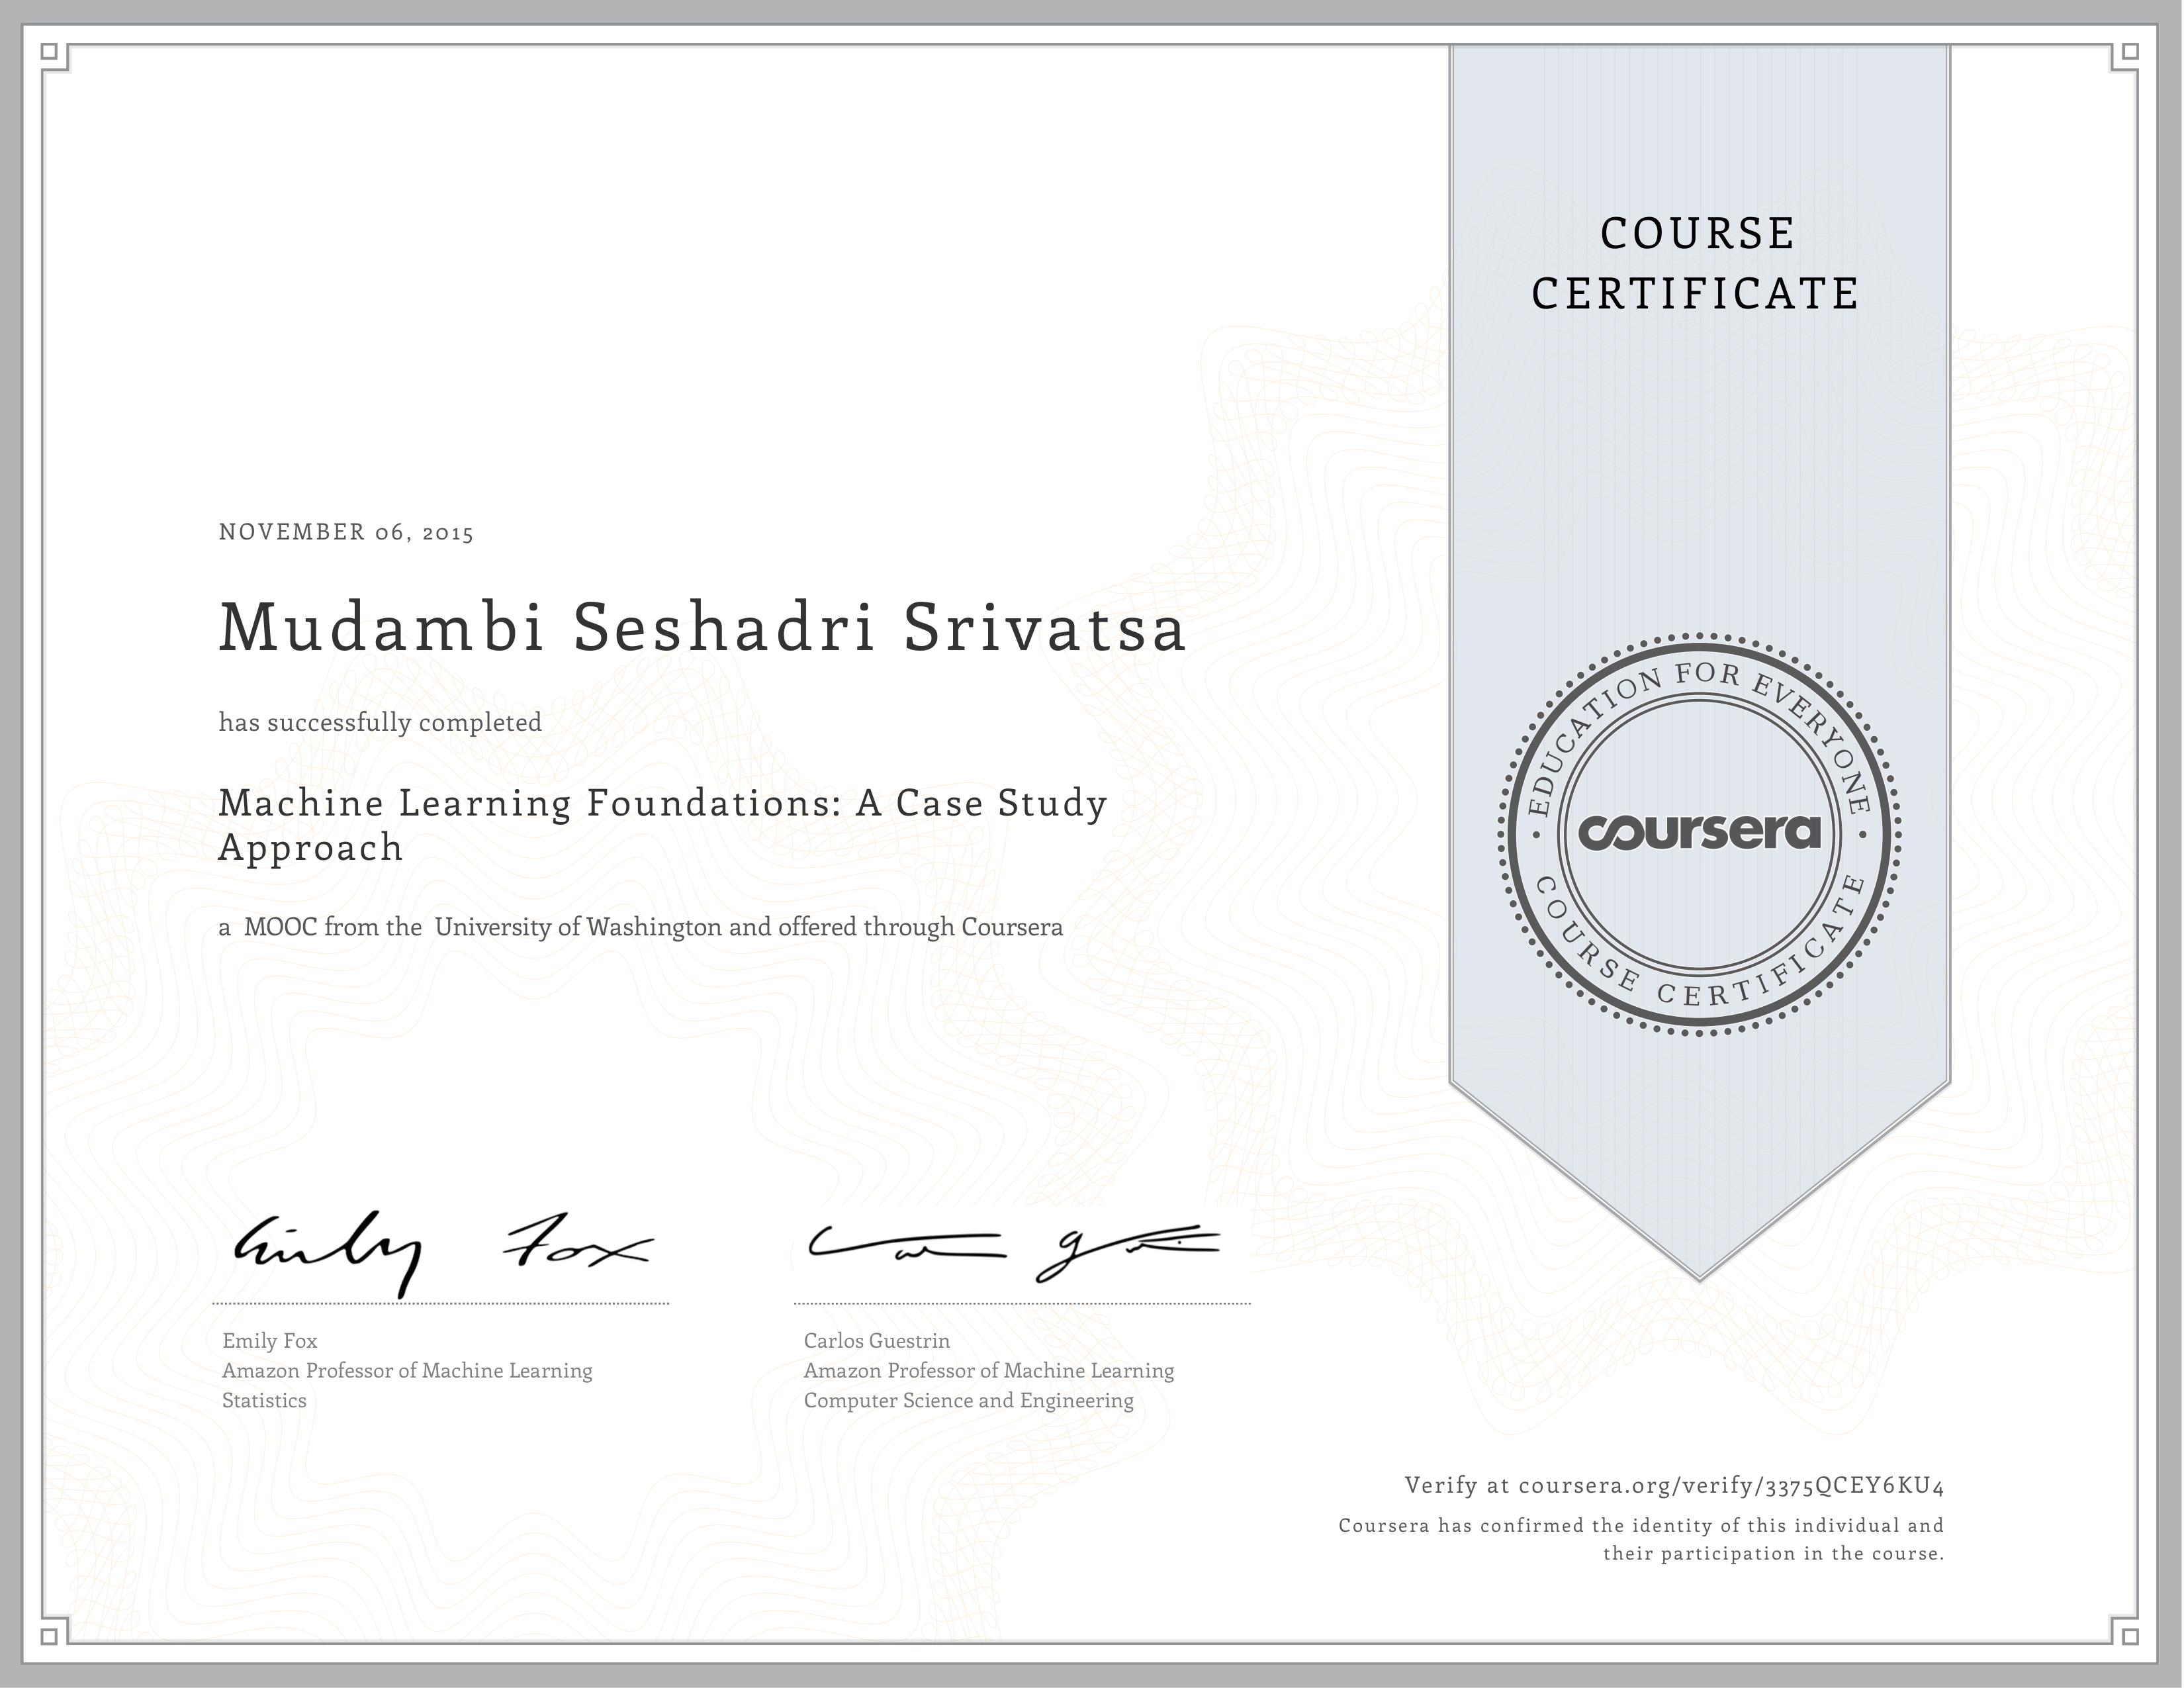 COURSE
CERTIFICATE
NOVEMBER 06, 2015
Mudambi Seshadri Srivatsa
has successfully completed
Machine Learning Foundations: A Case Study
Approach
a MOOC from the University of Washington and offered through Coursera
EDUCATION FOR EVERYONE
coursera
COURSE CERTIFICATE
Emily Fox
Emily Fox
Amazon Professor of Machine Learning
Statistics
Carlos Guestrin
Amazon Professor of Machine Learning
Computer Science and Engineering
Verify at coursera.org/verify/3375QCEY6KU4
Coursera has confirmed the identity of this individual and
their participation in the course.